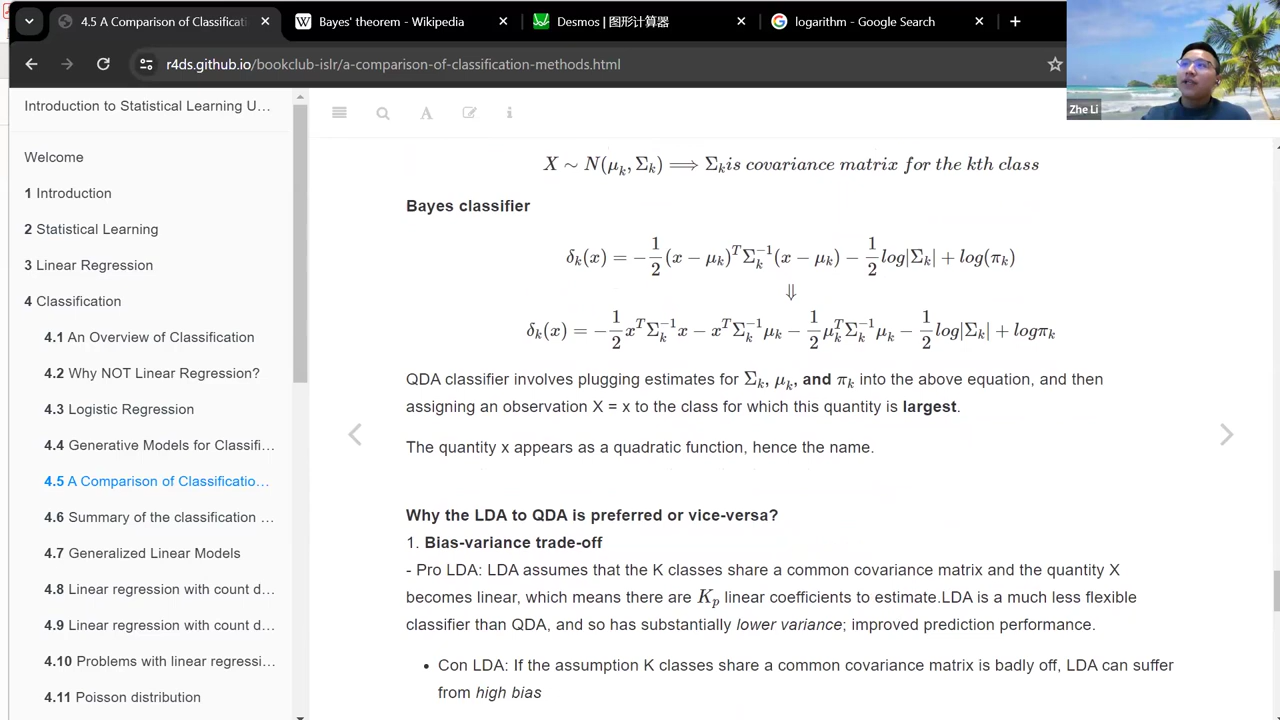 4.5 A Comparison of Classificati
Bayes' theorem - Wikipedia
Desmos | 图形计算器
logarithm - Google Search
r4ds.github.io/bookclub-islr/a-comparison-of-classification-methods.html
Zhe Li
Introduction to Statistical Learning U...
Welcome
1 Introduction
2 Statistical Learning
3 Linear Regression
4 Classification
4.1 An Overview of Classification
4.2 Why NOT Linear Regression?
4.3 Logistic Regression
4.4 Generative Models for Classifi...
4.5 A Comparison of Classificatio...
4.6 Summary of the classification ...
4.7 Generalized Linear Models
4.8 Linear regression with count d...
4.9 Linear regression with count d...
4.10 Problems with linear regressi...
4.11 Poisson distribution
X ∼ N(μ_k, Σ_k) ⟹ Σ_k is covariance matrix for the kth class
Bayes classifier
δ_k(x) = −1/2(x − μ_k)^T Σ_k^−1(x − μ_k) − 1/2 log|Σ_k| + log(π_k)
⇓
δ_k(x) = −1/2 x^T Σ_k^−1 x − x^T Σ_k^−1 μ_k − 1/2 μ_k^T Σ_k^−1 μ_k − 1/2 log|Σ_k| + logπ_k
QDA classifier involves plugging estimates for Σ_k, μ_k, and π_k into the above equation, and then
assigning an observation X = x to the class for which this quantity is largest.
The quantity x appears as a quadratic function, hence the name.
Why the LDA to QDA is preferred or vice-versa?
1. Bias-variance trade-off
- Pro LDA: LDA assumes that the K classes share a common covariance matrix and the quantity X
becomes linear, which means there are K_p linear coefficients to estimate.LDA is a much less flexible
classifier than QDA, and so has substantially lower variance; improved prediction performance.
• Con LDA: If the assumption K classes share a common covariance matrix is badly off, LDA can suffer
from high bias